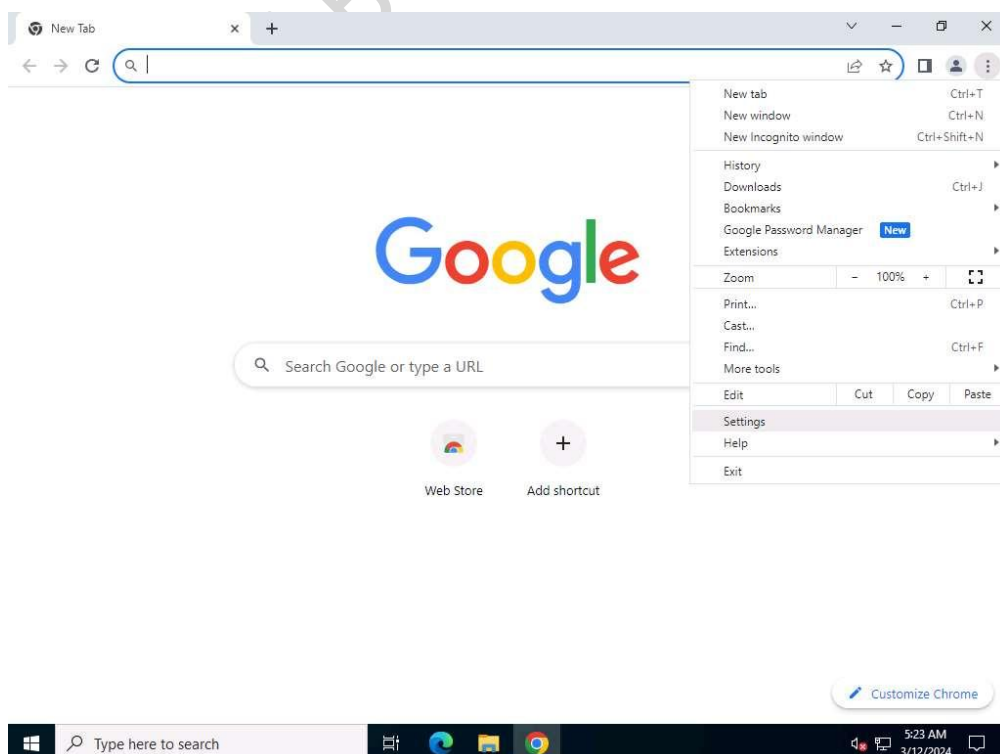 New Tab
New tab Ctrl+T
New window Ctrl+N
New Incognito window Ctrl+Shift+N
History
Downloads Ctrl+J
Bookmarks
Google Password Manager New
Extensions
Zoom - 100% +
Print... Ctrl+P
Cast...
Find... Ctrl+F
More tools
Edit Cut Copy Paste
Settings
Help
Exit
Google
Search Google or type a URL
Web Store Add shortcut
Customize Chrome
Type here to search
5:23 AM
3/12/2024